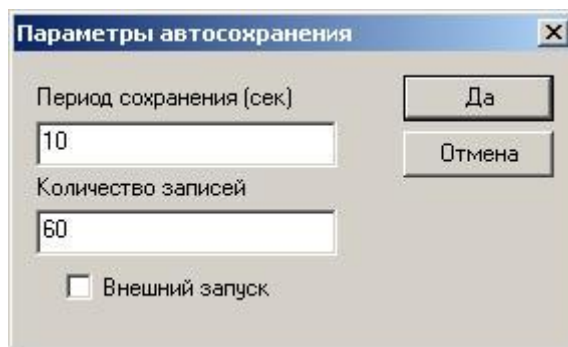 Параметры автосохранения
Период сохранения (сек)
Да
10
Отмена
Количество записей
60
Внешний запуск